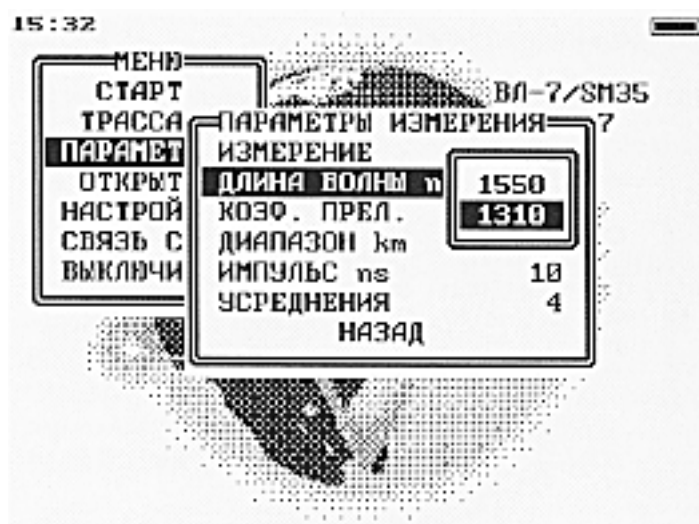 15:32
МЕНЮ
СТАРТ
ВЛ-7/SM35
ТРАССА
ПАРАМЕТРЫ ИЗМЕРЕНИЯ
7
ПАРАМЕТ
ИЗМЕРЕНИЕ
ОТКРЫТ
ДЛИНА ВОЛНЫ n
1550
НАСТРОЙ
КОЭФ. ПРЕЛ.
1310
СВЯЗЬ С
ДИАПАЗОН km
ВЫКЛЮЧИ
ИМПУЛЬС ns
10
УСРЕДНЕНИЯ
4
НАЗАД